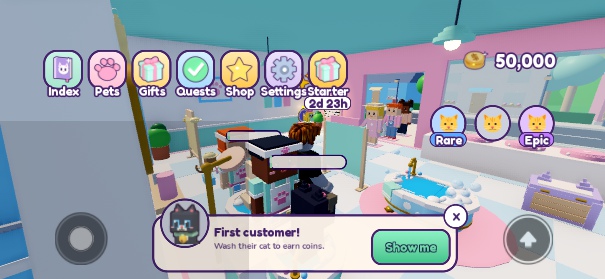 Index
Pets
Gifts
Quests
Shop
Settings
Starter
2d 23h
50,000
Rare
Epic
First customer!
Wash their cat to earn coins.
Show me